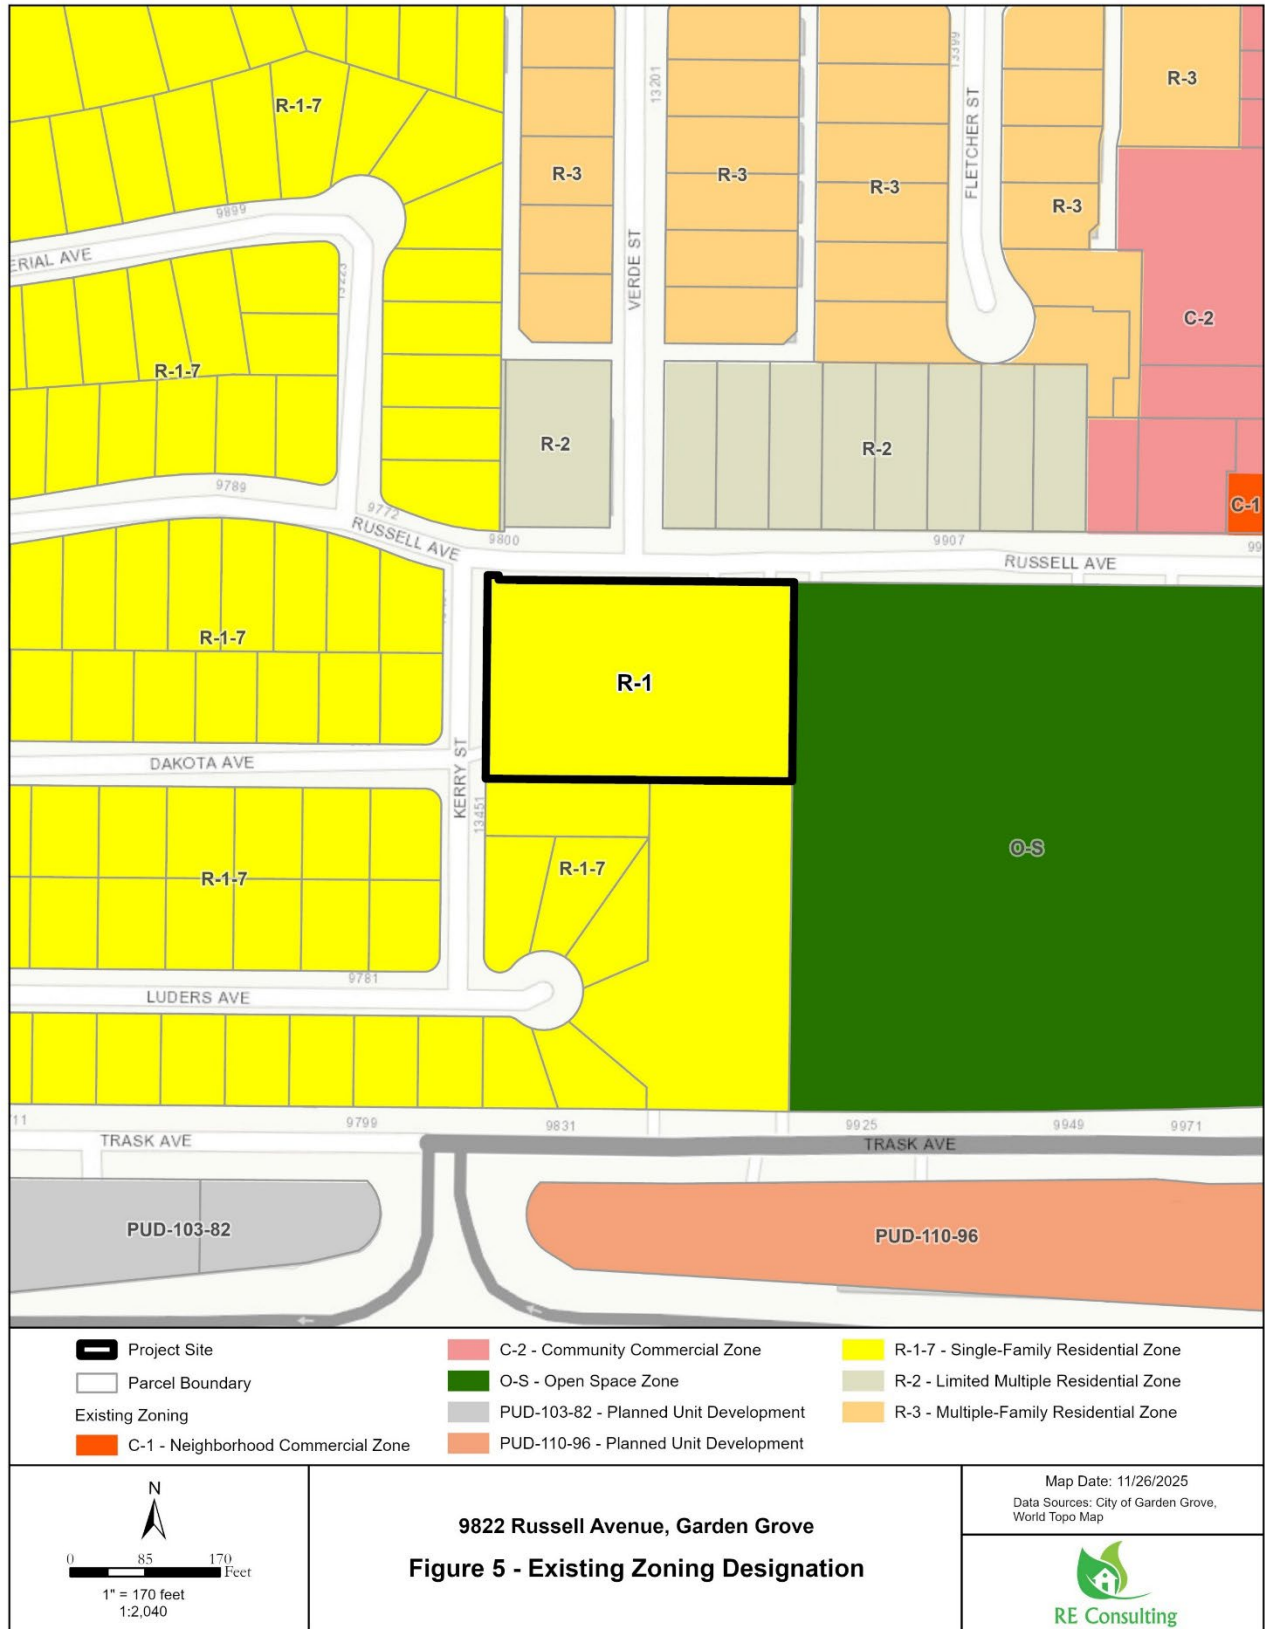 R-1-7
R-3
13201
13399
FLETCHER ST
R-3
R-3
R-3
R-3
R-3
9899
ERIAL AVE
13223
VERDE ST
C-2
R-1-7
R-2
R-2
9789
9772
RUSSELL AVE
9800
9907
C-1
99
RUSSELL AVE
R-1-7
R-1
DAKOTA AVE
KERRY ST
13451
R-1-7
R-1-7
O-S
9781
LUDERS AVE
11
9799
9831
9925
9949
9971
TRASK AVE
TRASK AVE
PUD-103-82
PUD-110-96
Project Site
Parcel Boundary
Existing Zoning
C-1 - Neighborhood Commercial Zone
C-2 - Community Commercial Zone
O-S - Open Space Zone
PUD-103-82 - Planned Unit Development
PUD-110-96 - Planned Unit Development
R-1-7 - Single-Family Residential Zone
R-2 - Limited Multiple Residential Zone
R-3 - Multiple-Family Residential Zone
N
0 85 170
Feet
1" = 170 feet
1:2,040
9822 Russell Avenue, Garden Grove
Figure 5 - Existing Zoning Designation
Map Date: 11/26/2025
Data Sources: City of Garden Grove,
World Topo Map
RE Consulting